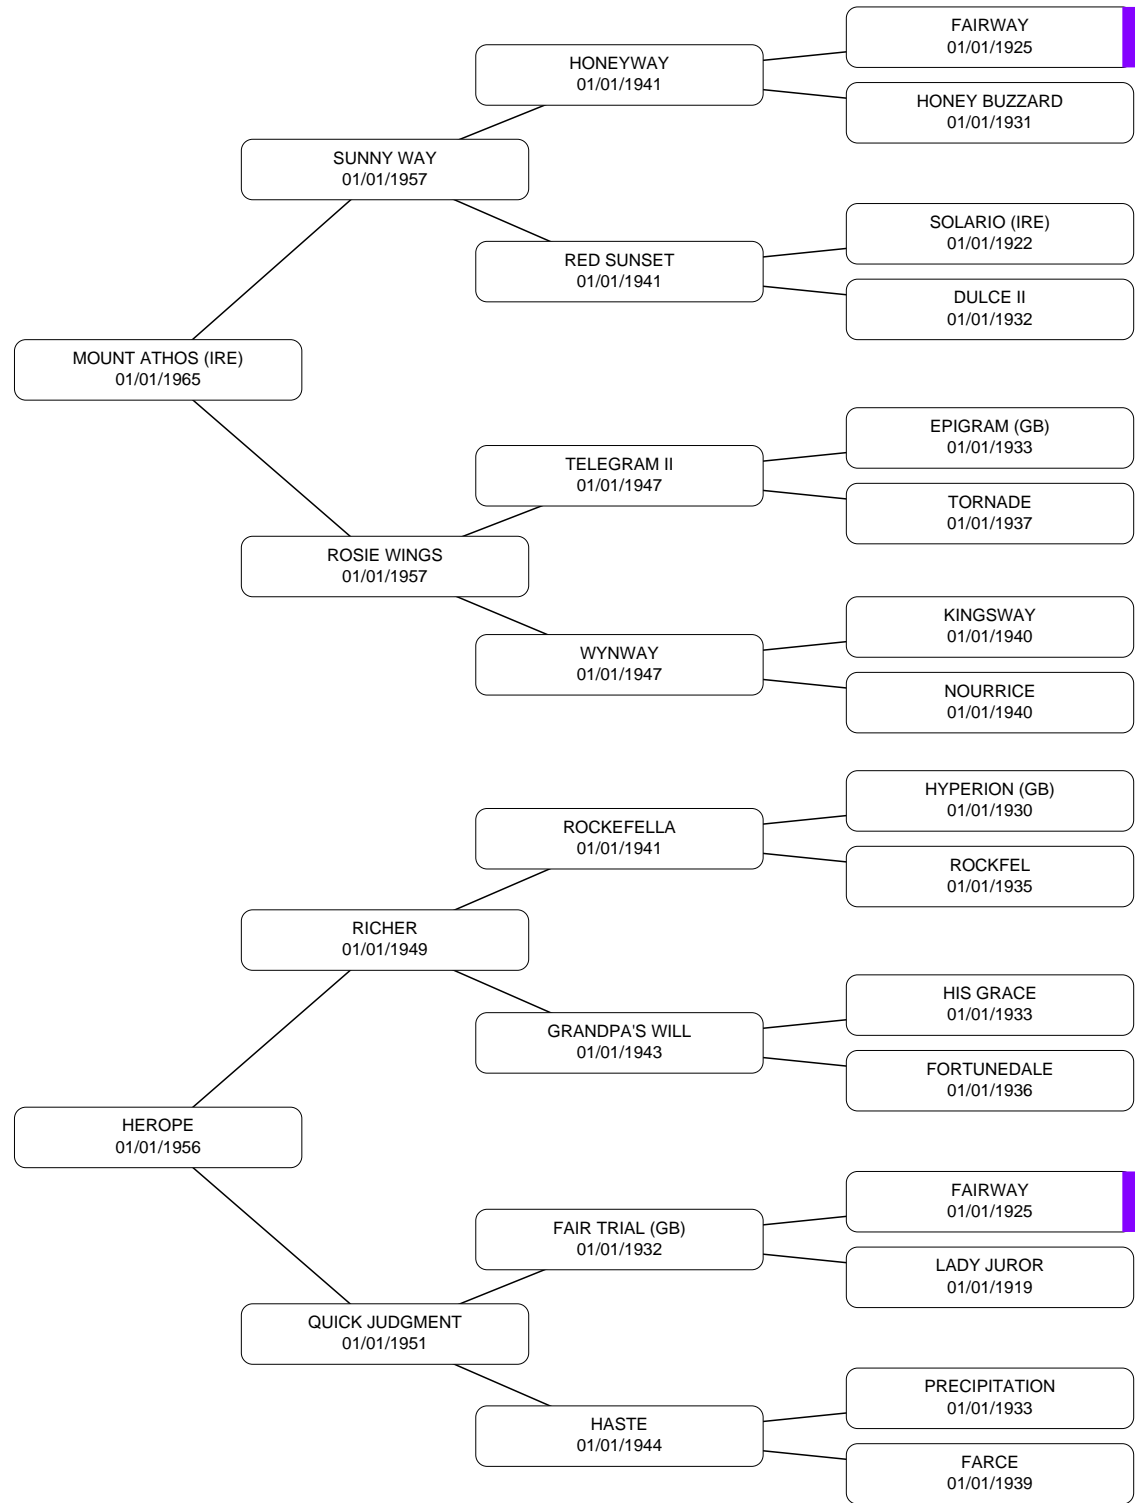 FAIRWAY
01/01/1925
HONEYWAY
01/01/1941
HONEY BUZZARD
01/01/1931
SUNNY WAY
01/01/1957
SOLARIO (IRE)
01/01/1922
RED SUNSET
01/01/1941
DULCE II
01/01/1932
MOUNT ATHOS (IRE)
01/01/1965
EPIGRAM (GB)
01/01/1933
TELEGRAM II
01/01/1947
TORNADE
01/01/1937
ROSIE WINGS
01/01/1957
KINGSWAY
01/01/1940
WYNWAY
01/01/1947
NOURRICE
01/01/1940
HYPERION (GB)
01/01/1930
ROCKEFELLA
01/01/1941
ROCKFEL
01/01/1935
RICHER
01/01/1949
HIS GRACE
01/01/1933
GRANDPA'S WILL
01/01/1943
FORTUNEDALE
01/01/1936
HEROPE
01/01/1956
FAIRWAY
01/01/1925
FAIR TRIAL (GB)
01/01/1932
LADY JUROR
01/01/1919
QUICK JUDGMENT
01/01/1951
PRECIPITATION
01/01/1933
HASTE
01/01/1944
FARCE
01/01/1939